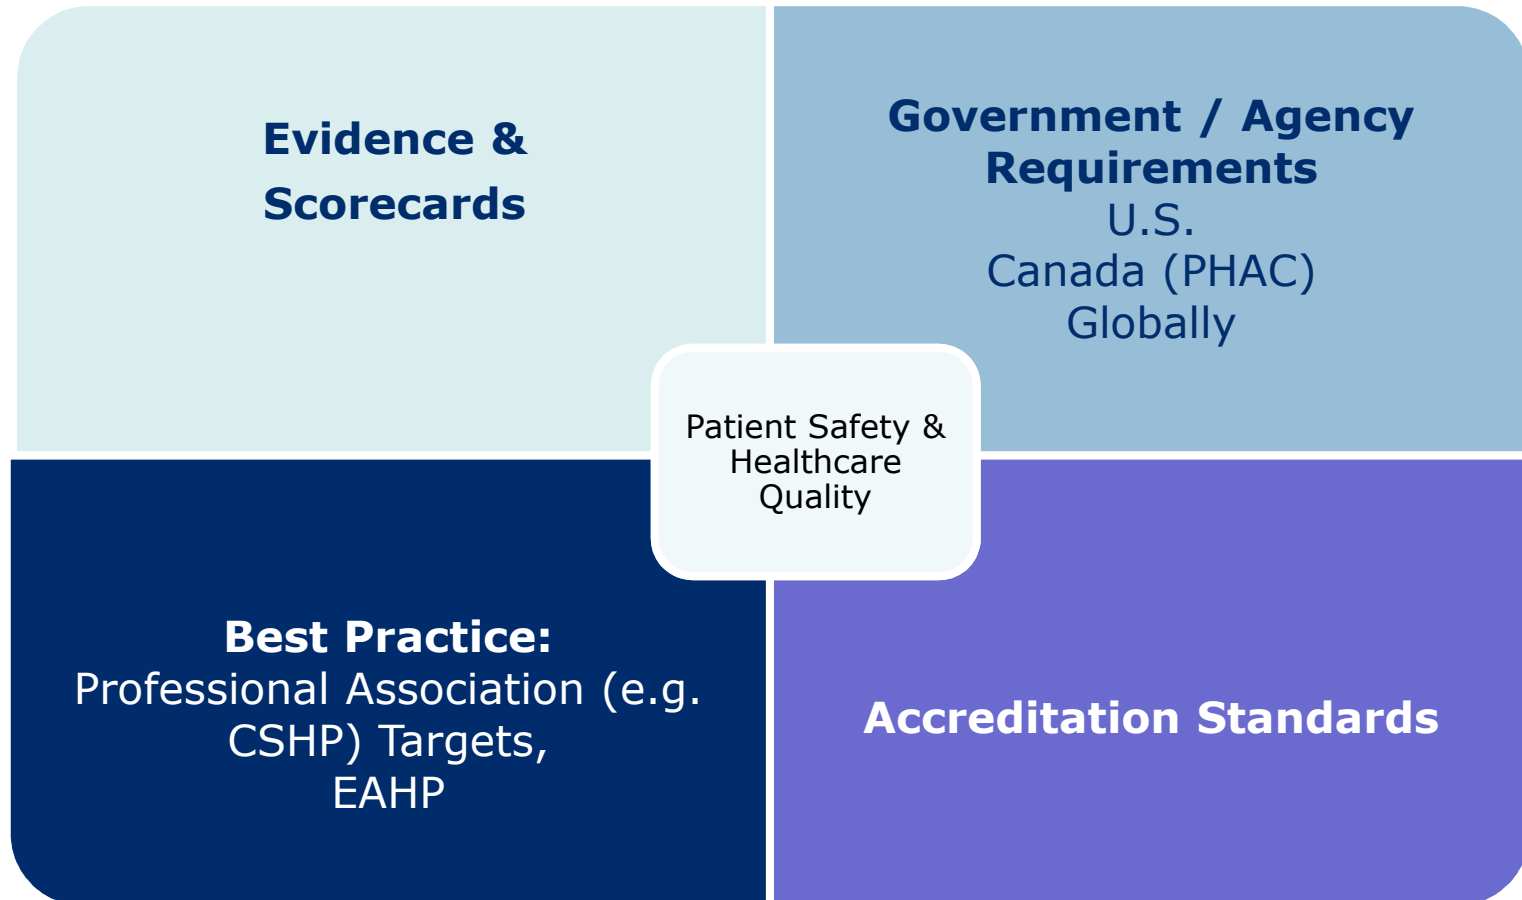 Evidence &
Scorecards
Government / Agency
Requirements
U.S.
Canada (PHAC)
Globally
Patient Safety &
Healthcare
Quality
Best Practice:
Professional Association (e.g.
CSHP) Targets,
EAHP
Accreditation Standards